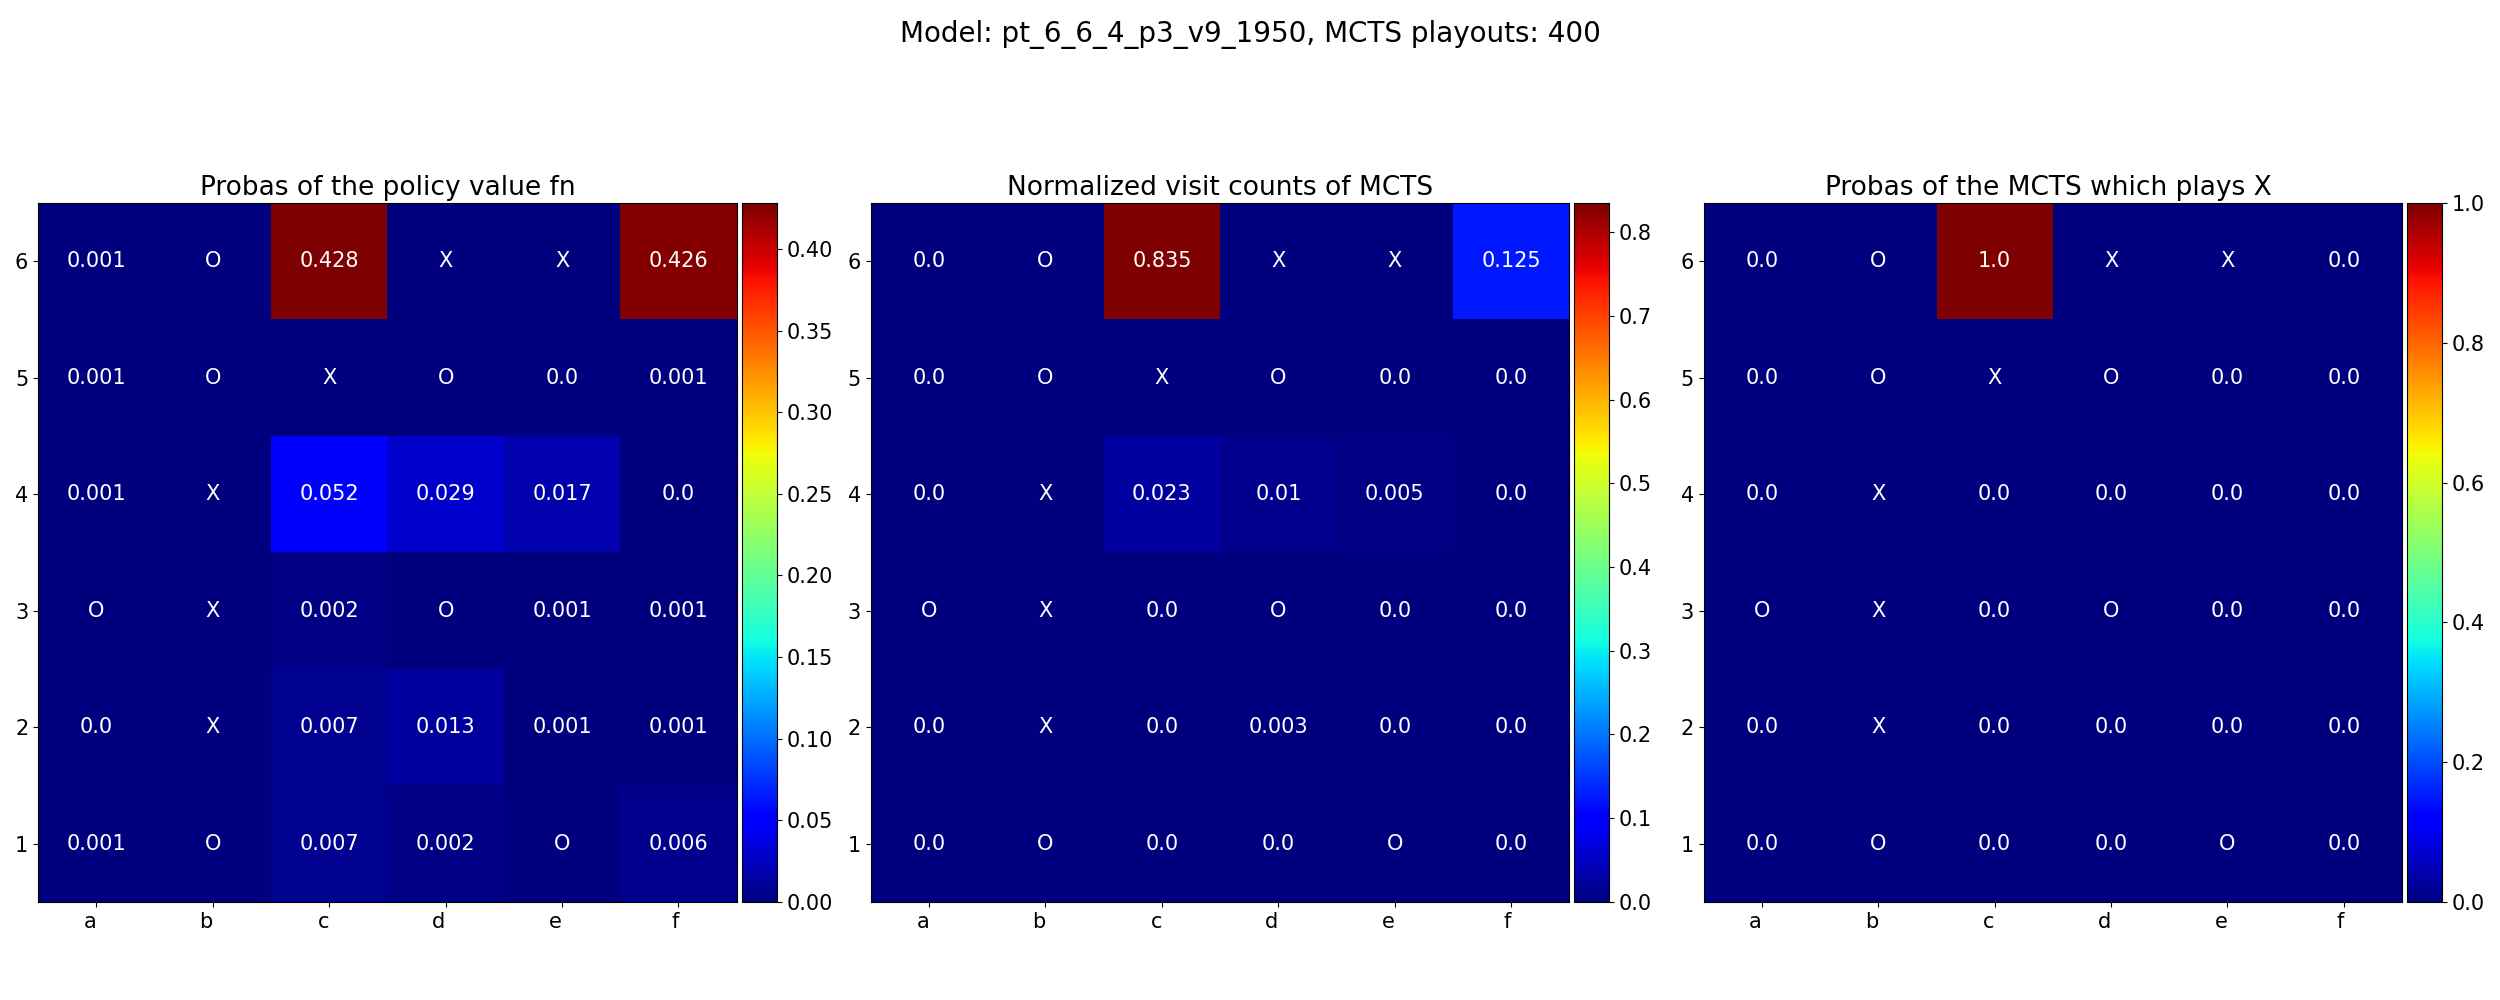 Model: pt_6_6_4_p3_v9_1950, MCTS playouts: 400
Probas of the policy value fn
6 0.001 O 0.428 X X 0.426
5 0.001 O X O 0.0 0.001
4 0.001 X 0.052 0.029 0.017 0.0
3 O X 0.002 O 0.001 0.001
2 0.0 X 0.007 0.013 0.001 0.001
1 0.001 O 0.007 0.002 O 0.006
a b c d e f
0.40
0.35
0.30
0.25
0.20
0.15
0.10
0.05
0.00
Normalized visit counts of MCTS
6 0.0 O 0.835 X X 0.125
5 0.0 O X O 0.0 0.0
4 0.0 X 0.023 0.01 0.005 0.0
3 O X 0.0 O 0.0 0.0
2 0.0 X 0.0 0.003 0.0 0.0
1 0.0 O 0.0 0.0 O 0.0
a b c d e f
0.8
0.7
0.6
0.5
0.4
0.3
0.2
0.1
0.0
Probas of the MCTS which plays X
6 0.0 O 1.0 X X 0.0
5 0.0 O X O 0.0 0.0
4 0.0 X 0.0 0.0 0.0 0.0
3 O X 0.0 O 0.0 0.0
2 0.0 X 0.0 0.0 0.0 0.0
1 0.0 O 0.0 0.0 O 0.0
a b c d e f
1.0
0.8
0.6
0.4
0.2
0.0